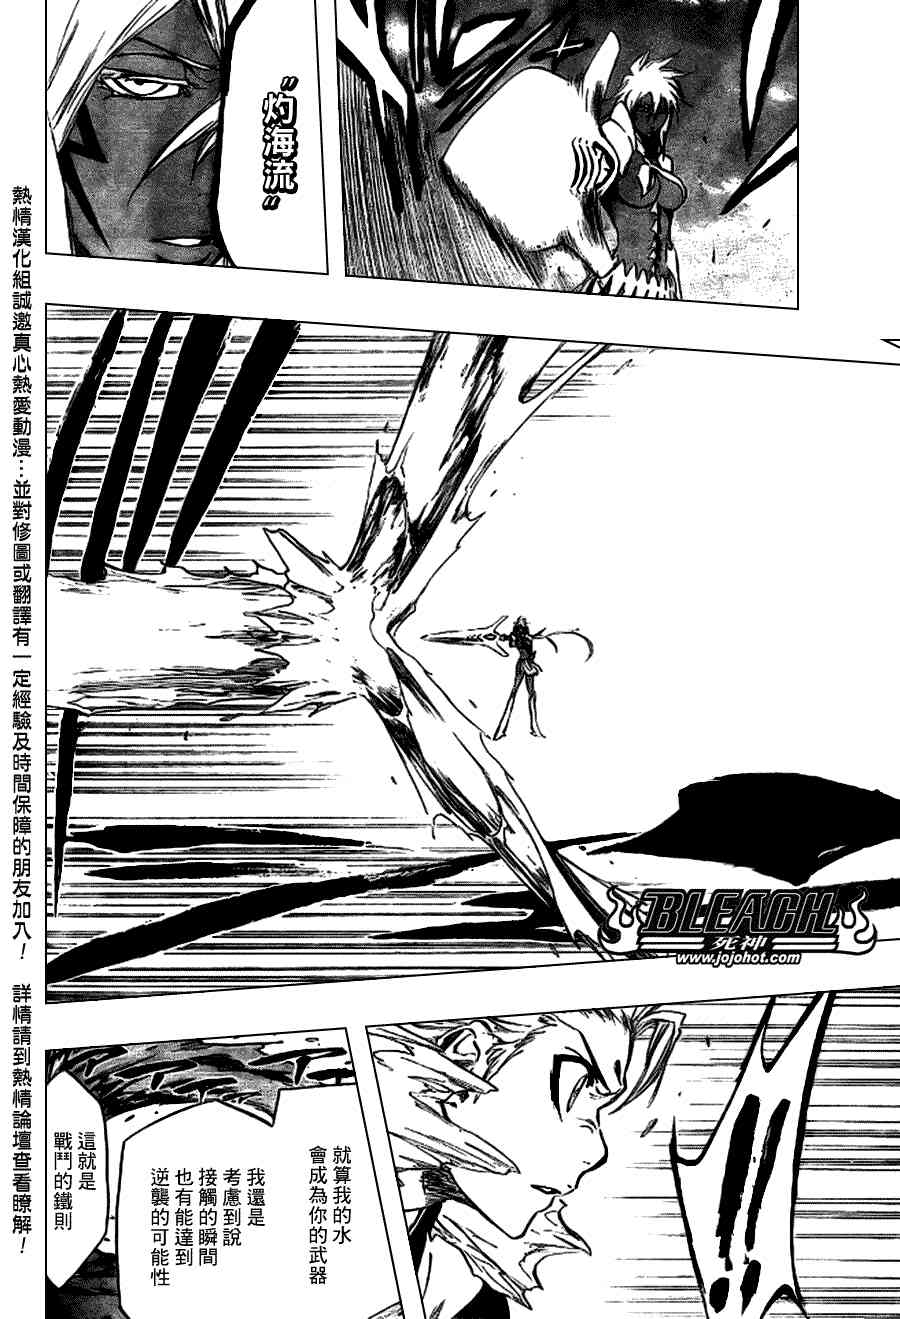 “灼海流”
BLEACH
死神
www.jojohot.com
就算我的水
會成為你的武器
我還是
考慮到說
接觸的瞬間
也有能達到
逆襲的可能性
這就是
戰鬥的鐵則
熱情漢化組誠邀真心熱愛動漫…並對修圖或翻譯有一定經驗及時間保障的朋友加入！ 詳情請到熱情論壇查看瞭解！